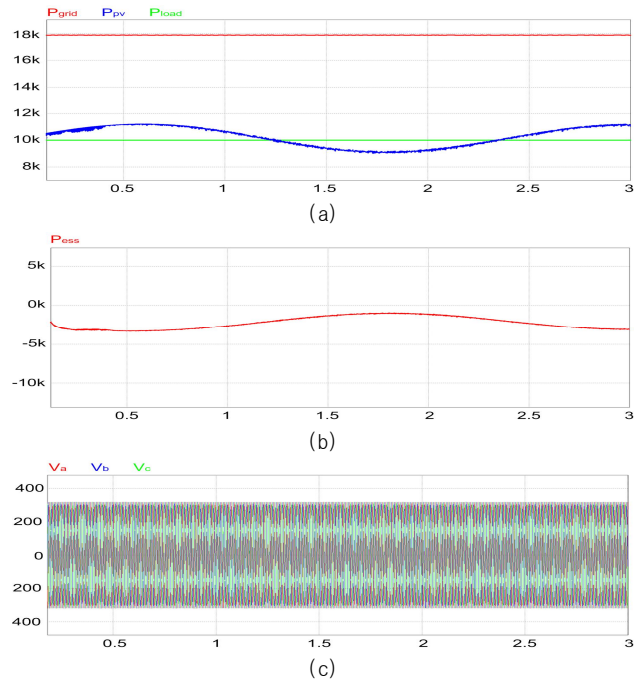 Pgrid Ppv Pload
18k
16k
14k
12k
10k
8k
0.5 1 1.5 2 2.5 3
(a)
Pess
5k
0k
-5k
-10k
0.5 1 1.5 2 2.5 3
(b)
Va Vb Vc
400
200
0
200
400
0.5 1 1.5 2 2.5 3
(c)